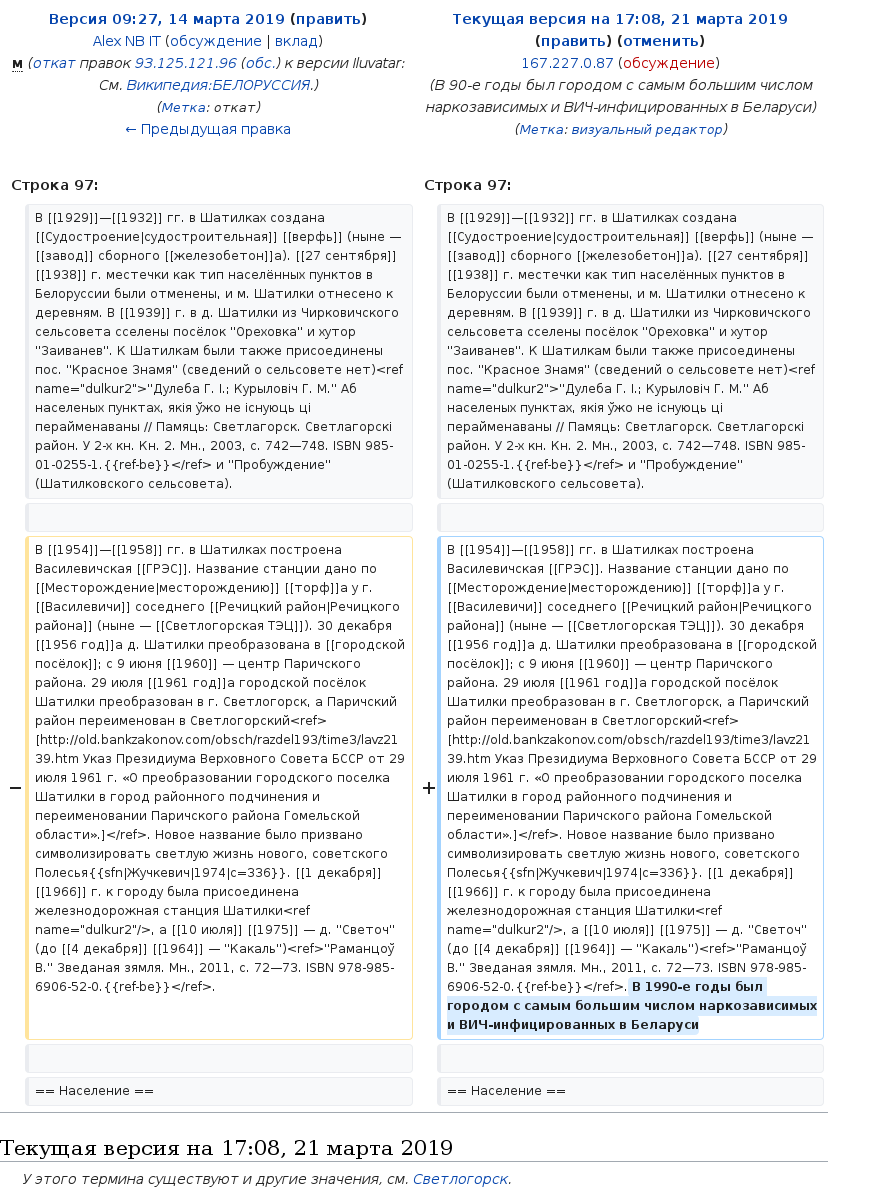 Версия 09:27, 14 марта 2019 (править)
Alex NB IT (обсуждение | вклад)
м (откат правок 93.125.121.96 (обс.) к версии Iluvatar:
См. Википедия:БЕЛОРУССИЯ.)
(Метка: откат)
← Предыдущая правка
Текущая версия на 17:08, 21 марта 2019
(править) (отменить)
167.227.0.87 (обсуждение)
(В 90-е годы был городом с самым большим числом
наркозависимых и ВИЧ-инфицированных в Беларуси)
(Метка: визуальный редактор)
Строка 97:
Строка 97:
В [[1929]]—[[1932]] гг. в Шатилках создана
[[Судостроение|судостроительная]] [[верфь]] (ныне —
[[завод]] сборного [[железобетон]]а). [[27 сентября]]
[[1938]] г. местечки как тип населённых пунктов в
Белоруссии были отменены, и м. Шатилки отнесено к
деревням. В [[1939]] г. в д. Шатилки из Чирковичского
сельсовета сселены посёлок ''Ореховка'' и хутор
''Заиванев''. К Шатилкам были также присоединены
пос. ''Красное Знамя'' (сведений о сельсовете нет)<ref
name="dulkur2">''Дулеба Г. І.; Курыловіч Г. М.'' Аб
населеных пунктах, якія ўжо не існуюць ці
перайменаваны // Памяць: Светлагорск. Светлагорскі
район. У 2-х кн. Кн. 2. Мн., 2003, с. 742—748. ISBN 985-
01-0255-1.{{ref-be}}</ref> и ''Пробуждение''
(Шатилковского сельсовета).
В [[1929]]—[[1932]] гг. в Шатилках создана
[[Судостроение|судостроительная]] [[верфь]] (ныне —
[[завод]] сборного [[железобетон]]а). [[27 сентября]]
[[1938]] г. местечки как тип населённых пунктов в
Белоруссии были отменены, и м. Шатилки отнесено к
деревням. В [[1939]] г. в д. Шатилки из Чирковичского
сельсовета сселены посёлок ''Ореховка'' и хутор
''Заиванев''. К Шатилкам были также присоединены
пос. ''Красное Знамя'' (сведений о сельсовете нет)<ref
name="dulkur2">''Дулеба Г. І.; Курыловіч Г. М.'' Аб
населеных пунктах, якія ўжо не існуюць ці
перайменаваны // Памяць: Светлагорск. Светлагорскі
район. У 2-х кн. Кн. 2. Мн., 2003, с. 742—748. ISBN 985-
01-0255-1.{{ref-be}}</ref> и ''Пробуждение''
(Шатилковского сельсовета).
−
В [[1954]]—[[1958]] гг. в Шатилках построена
Василевичская [[ГРЭС]]. Название станции дано по
[[Месторождение|месторождению]] [[торф]]а у г.
[[Василевичи]] соседнего [[Речицкий район|Речицкого
района]] (ныне — [[Светлогорская ТЭЦ]]). 30 декабря
[[1956 год]]а д. Шатилки преобразована в [[городской
посёлок]]; с 9 июня [[1960]] — центр Паричского
района. 29 июля [[1961 год]]а городской посёлок
Шатилки преобразован в г. Светлогорск, а Паричский
район переименован в Светлогорский<ref>
[http://old.bankzakonov.com/obsch/razdel193/time3/lavz21
39.htm Указ Президиума Верховного Совета БССР от 29
июля 1961 г. «О преобразовании городского поселка
Шатилки в город районного подчинения и
переименовании Паричского района Гомельской
области».]</ref>. Новое название было призвано
символизировать светлую жизнь нового, советского
Полесья{{sfn|Жучкевич|1974|с=336}}. [[1 декабря]]
[[1966]] г. к городу была присоединена
железнодорожная станция Шатилки<ref
name="dulkur2"/>, а [[10 июля]] [[1975]] — д. ''Светоч''
(до [[4 декабря]] [[1964]] — ''Какаль'')<ref>''Раманцоў
В.'' Зведаная зямля. Мн., 2011, с. 72—73. ISBN 978-985-
6906-52-0.{{ref-be}}</ref>.
+
В [[1954]]—[[1958]] гг. в Шатилках построена
Василевичская [[ГРЭС]]. Название станции дано по
[[Месторождение|месторождению]] [[торф]]а у г.
[[Василевичи]] соседнего [[Речицкий район|Речицкого
района]] (ныне — [[Светлогорская ТЭЦ]]). 30 декабря
[[1956 год]]а д. Шатилки преобразована в [[городской
посёлок]]; с 9 июня [[1960]] — центр Паричского
района. 29 июля [[1961 год]]а городской посёлок
Шатилки преобразован в г. Светлогорск, а Паричский
район переименован в Светлогорский<ref>
[http://old.bankzakonov.com/obsch/razdel193/time3/lavz21
39.htm Указ Президиума Верховного Совета БССР от 29
июля 1961 г. «О преобразовании городского поселка
Шатилки в город районного подчинения и
переименовании Паричского района Гомельской
области».]</ref>. Новое название было призвано
символизировать светлую жизнь нового, советского
Полесья{{sfn|Жучкевич|1974|с=336}}. [[1 декабря]]
[[1966]] г. к городу была присоединена
железнодорожная станция Шатилки<ref
name="dulkur2"/>, а [[10 июля]] [[1975]] — д. ''Светоч''
(до [[4 декабря]] [[1964]] — ''Какаль'')<ref>''Раманцоў
В.'' Зведаная зямля. Мн., 2011, с. 72—73. ISBN 978-985-
6906-52-0.{{ref-be}}</ref>. В 1990-е годы был
городом с самым большим числом наркозависимых
и ВИЧ-инфицированных в Беларуси
== Население ==
== Население ==
Текущая версия на 17:08, 21 марта 2019
У этого термина существуют и другие значения, см. Светлогорск.